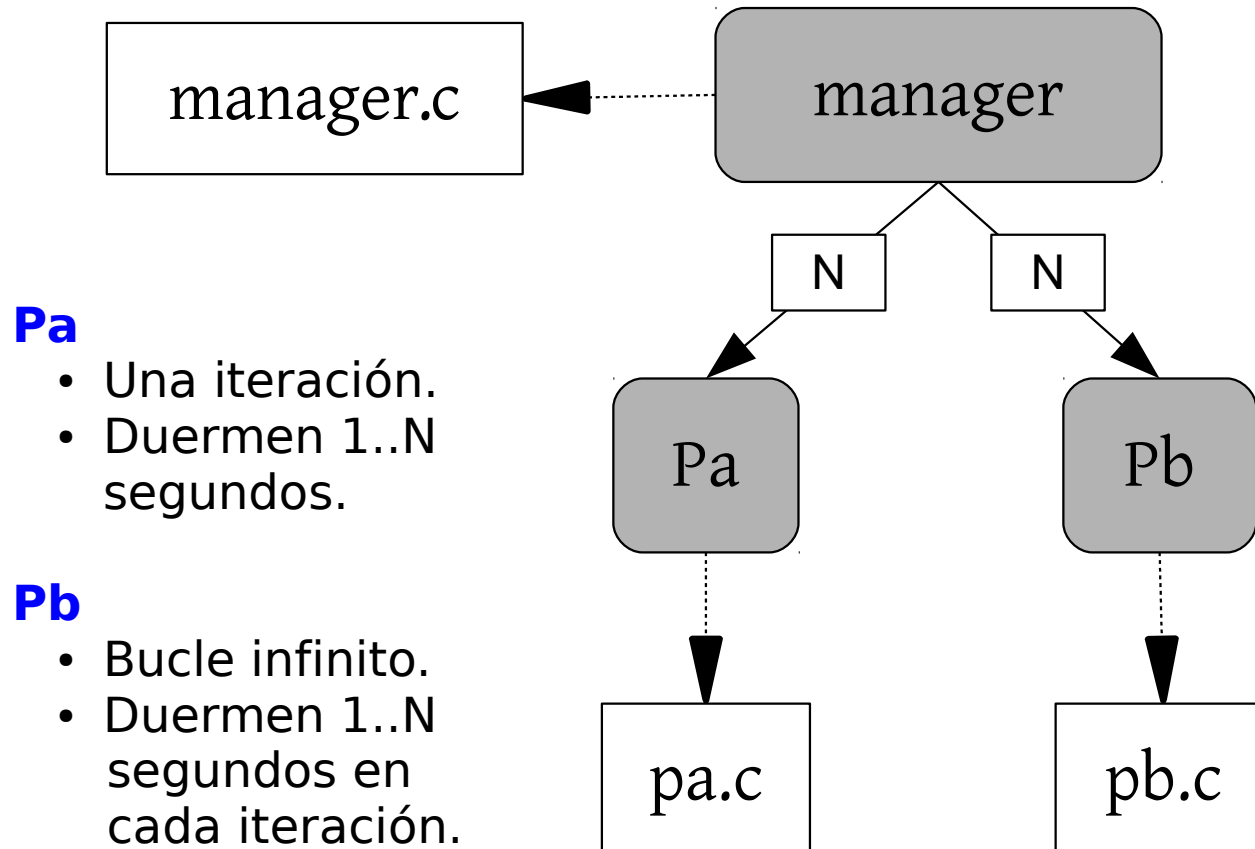 manager.c
manager
N
N
Pa
• Una iteración.
• Duermen 1..N
segundos.
Pa
Pb
Pb
• Bucle infinito.
• Duermen 1..N
segundos en
cada iteración.
pa.c
pb.c